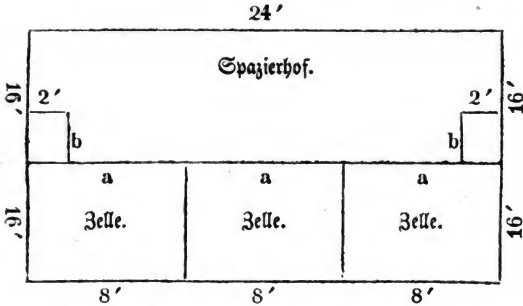 24′
Spazierhof.
16′ 16′
2′ 2′
b b
a a a
16′ Zelle. Zelle. Zelle. 16′
8′ 8′ 8′